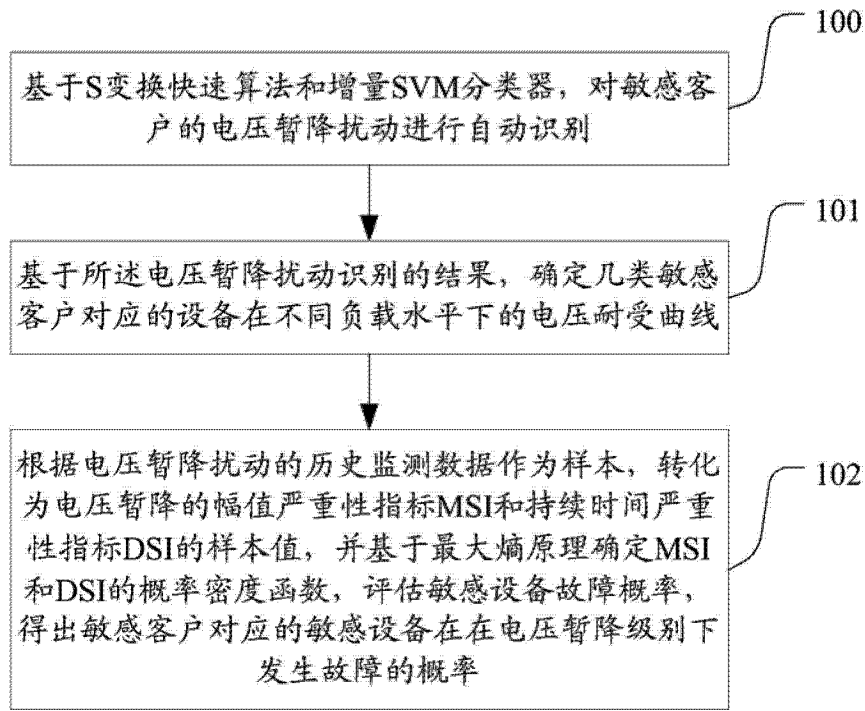 100
基于S变换快速算法和增量SVM分类器，对敏感客
户的电压暂降扰动进行自动识别
101
基于所述电压暂降扰动识别的结果，确定几类敏感
客户对应的设备在不同负载水平下的电压耐受曲线
102
根据电压暂降扰动的历史监测数据作为样本，转化
为电压暂降的幅值严重性指标MSI和持续时间严重
性指标DSI的样本值，并基于最大熵原理确定MSI
和DSI的概率密度函数，评估敏感设备故障概率，
得出敏感客户对应的敏感设备在在电压暂降级别下
发生故障的概率